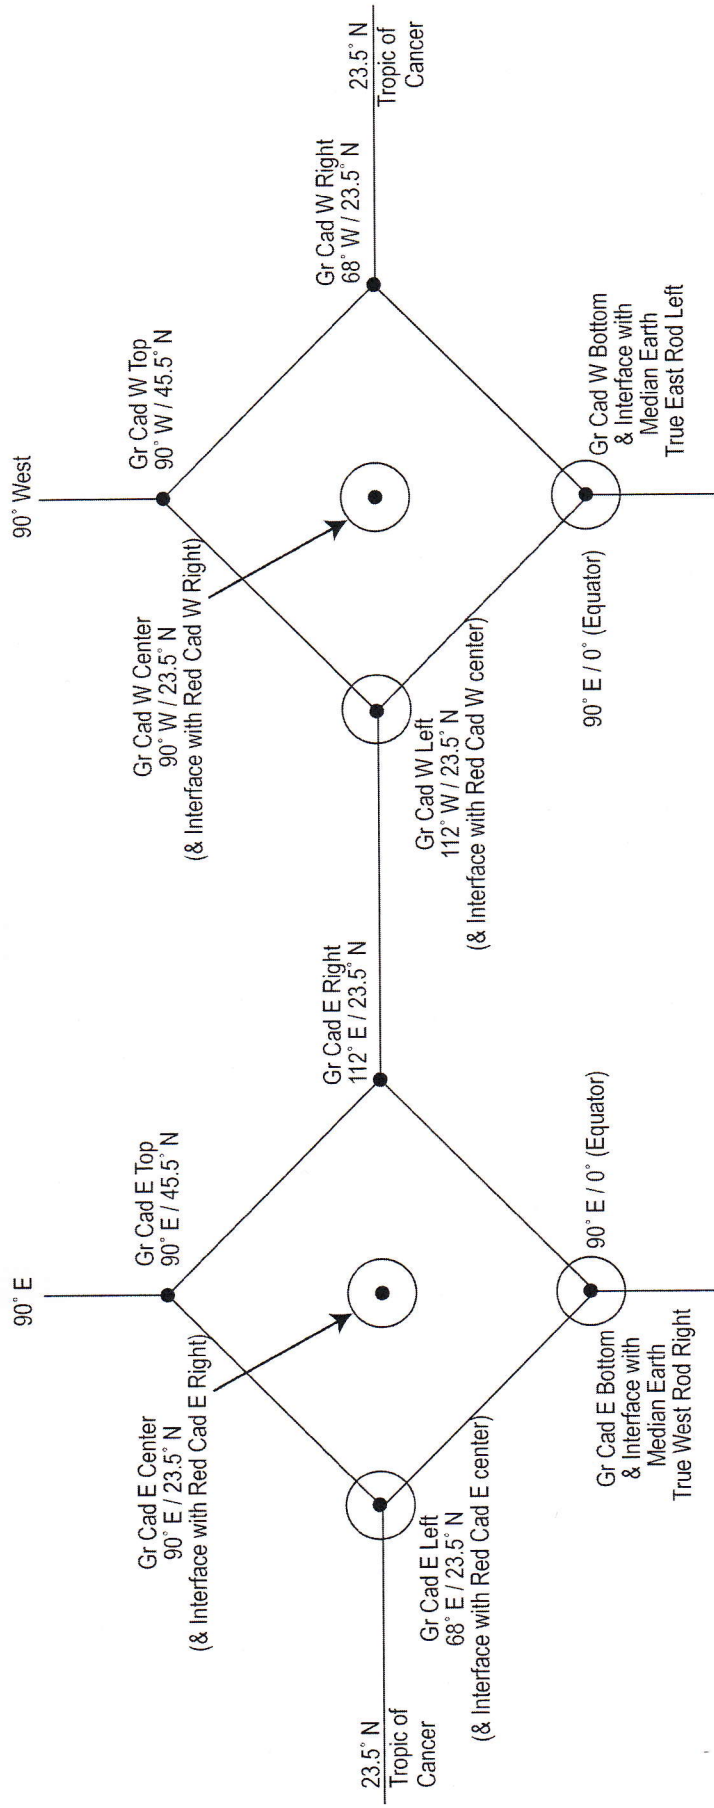 90° E
Gr Cad E Top
90° E / 45.5° N
Gr Cad E Center
90° E / 23.5° N
(& Interface with Red Cad E Right)
23.5° N
Tropic of
Cancer
Gr Cad E Left
68° E / 23.5° N
(& Interface with Red Cad E center)
Gr Cad E Right
112° E / 23.5° N
Gr Cad E Bottom
& Interface with
Median Earth
True West Rod Right
90° E / 0° (Equator)
90° West
Gr Cad W Top
90° W / 45.5° N
Gr Cad W Center
90° W / 23.5° N
(& Interface with Red Cad W Right)
Gr Cad W Left
112° W / 23.5° N
(& Interface with Red Cad W center)
Gr Cad W Right
68° W / 23.5° N
23.5° N
Tropic of
Cancer
90° E / 0° (Equator)
Gr Cad W Bottom
& Interface with
Median Earth
True East Rod Left